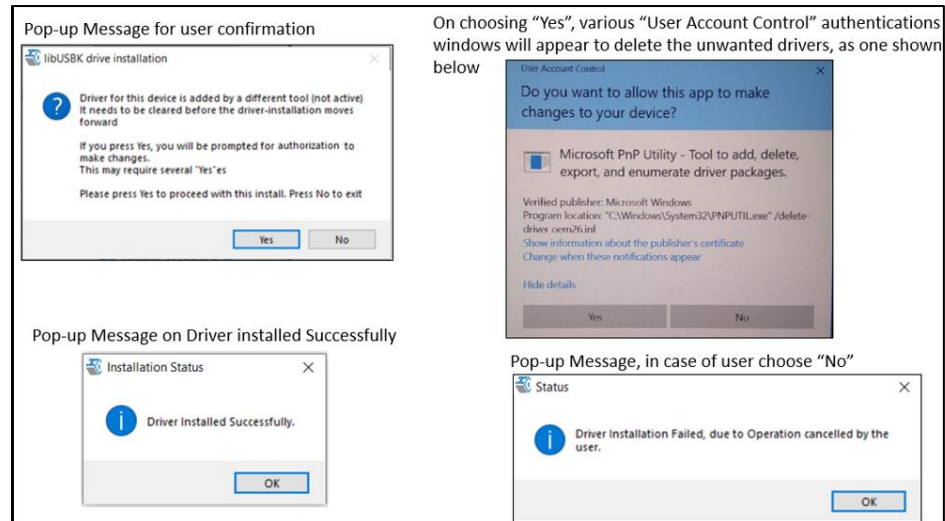 Pop-up Message for user confirmation
libUSBK drive installation
Driver for this device is added by a different tool (not active)
It needs to be cleared before the driver-installation moves
forward
If you press Yes, you will be prompted for authorization to
make changes.
This may require several "Yes"es
Please press Yes to proceed with this install. Press No to exit
Yes
No
On choosing “Yes”, various “User Account Control” authentications
windows will appear to delete the unwanted drivers, as one shown
below
User Account Control
Do you want to allow this app to make
changes to your device?
Microsoft PnP Utility - Tool to add, delete,
export, and enumerate driver packages.
Verified publisher: Microsoft Windows
Program location: "C:\Windows\System32\PNPUTIL.exe" /delete-
driver oem26.inf
Show information about the publisher's certificate
Change when these notifications appear
Hide details
Yes
No
Pop-up Message on Driver installed Successfully
Installation Status
Driver Installed Successfully.
OK
Pop-up Message, in case of user choose “No”
Status
Driver Installation Failed, due to Operation cancelled by the
user.
OK